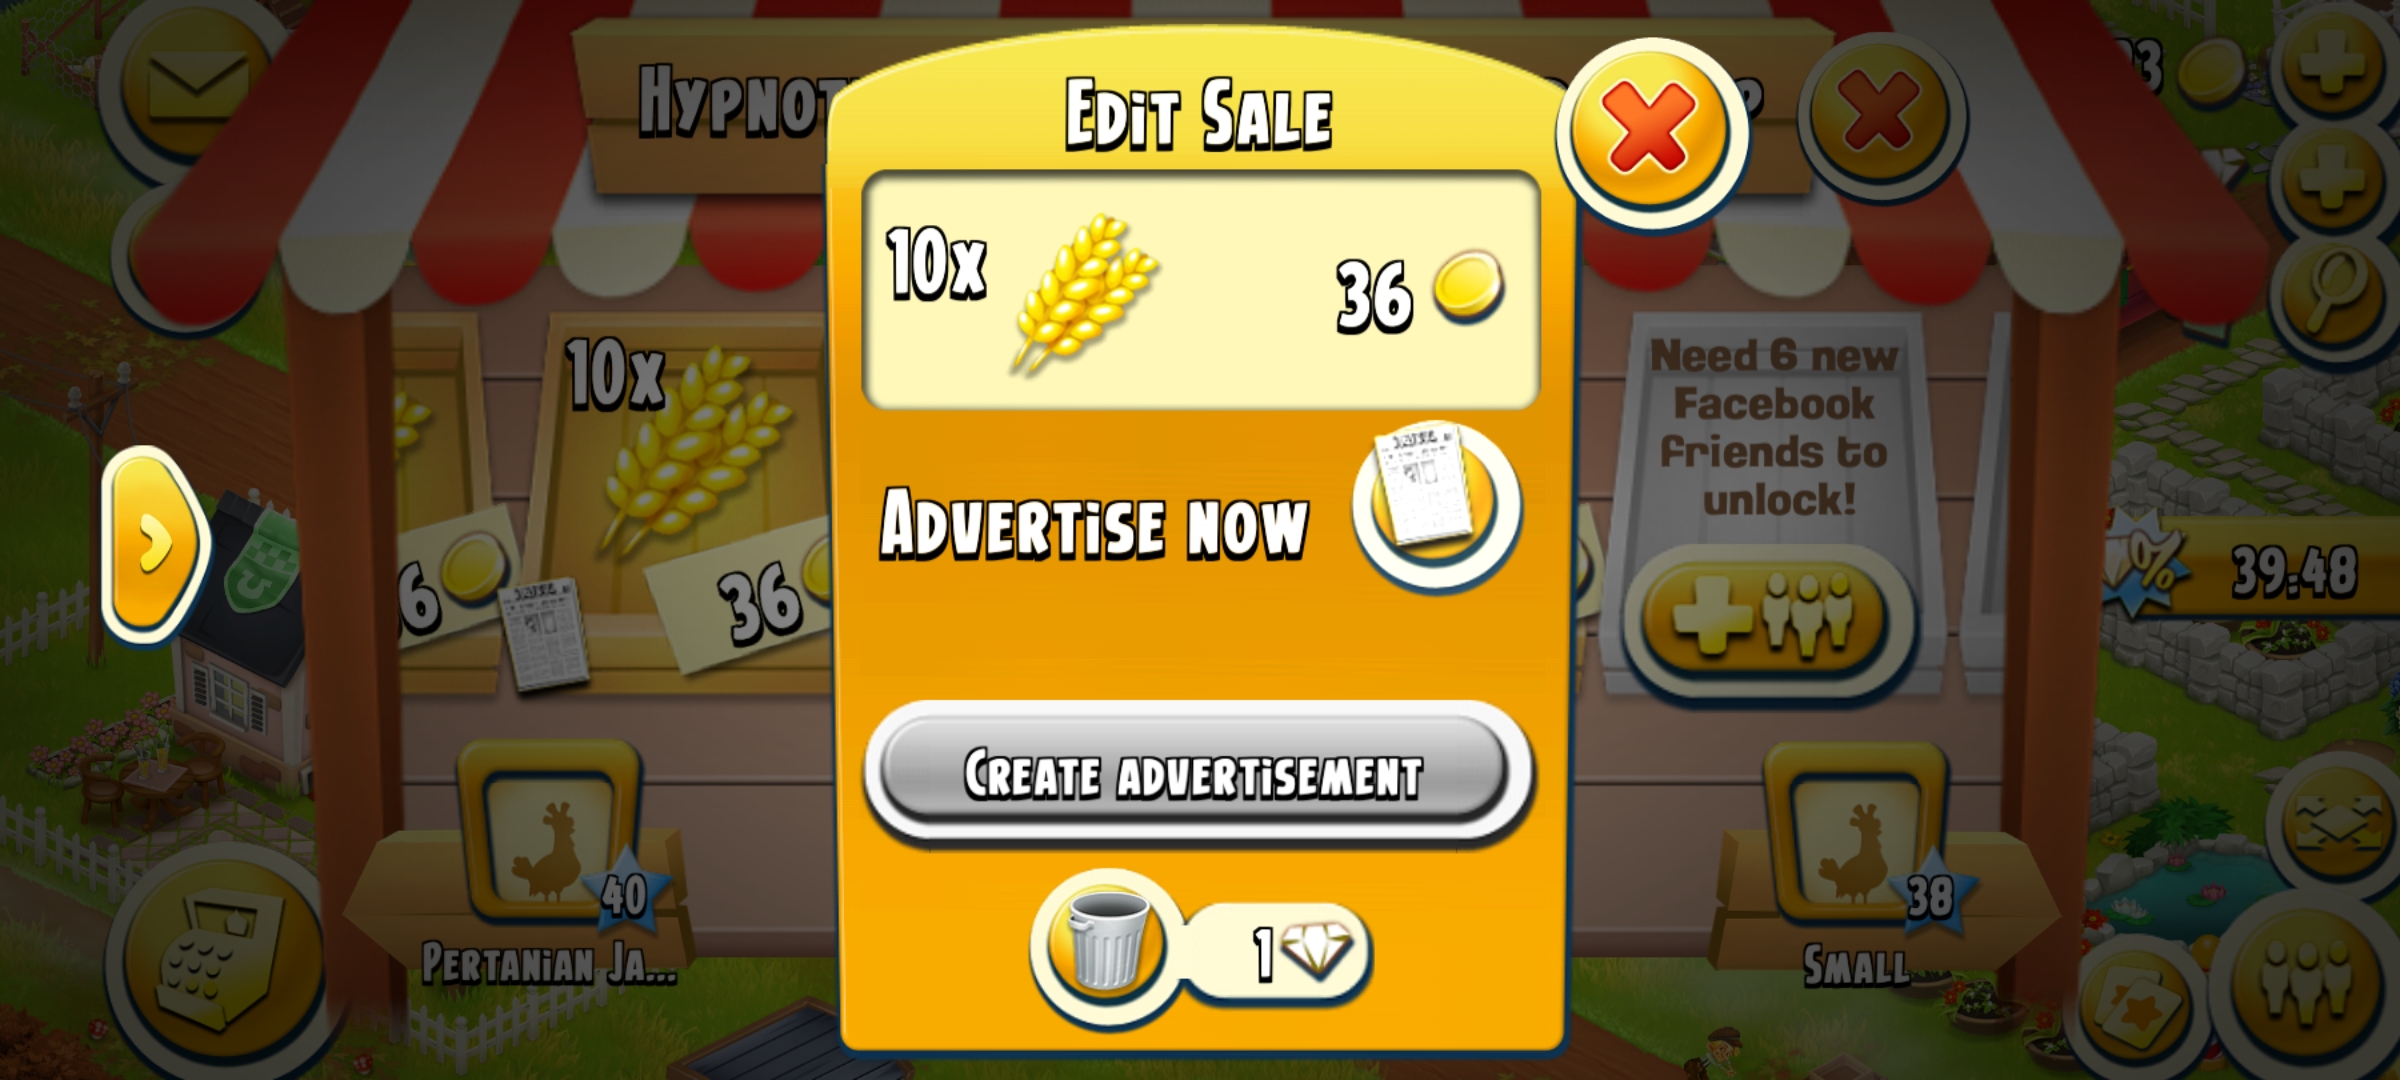 EDiT SALE
10x
36
ADVERTiSE NOW
CREATE ADVERTiSEMENT
1
10x
6
36
Need 6 new
Facebook
friends to
unlock!
39:48
40
PERTANiAN JA...
38
SMALL